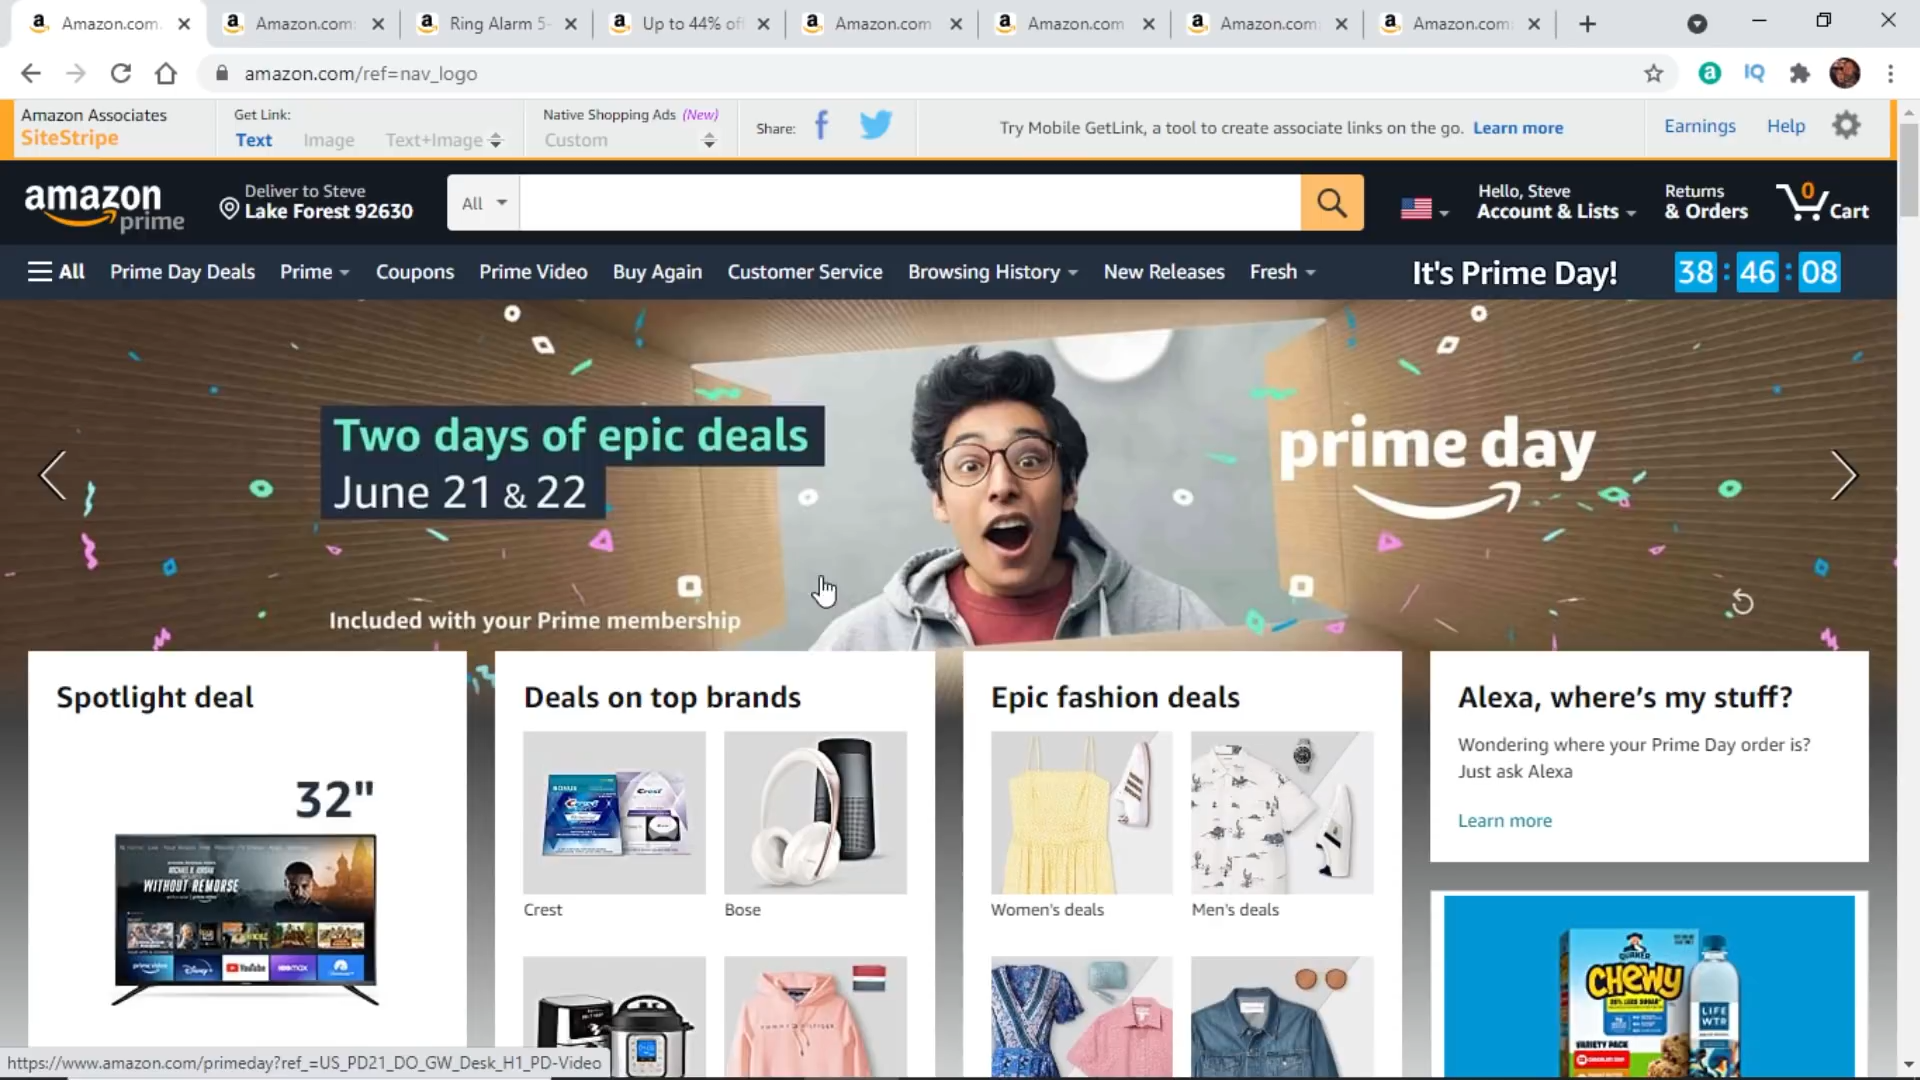 Amazon.com.
Amazon.com:
Ring Alarm 5-
Up to 44% of
Amazon.com
Amazon.com
Amazon.com:
Amazon.com:
amazon.com/ref=nav_logo
Amazon Associates
SiteStripe
Get Link:
Text Image Text+Image
Native Shopping Ads (New)
Custom
Share:
Try Mobile GetLink, a tool to create associate links on the go. Learn more
Earnings Help
amazon prime
Deliver to Steve
Lake Forest 92630
All
Hello, Steve
Account & Lists
Returns
& Orders
0
Cart
All Prime Day Deals Prime Coupons Prime Video Buy Again Customer Service Browsing History New Releases Fresh
It's Prime Day! 38 : 46 : 08
Two days of epic deals
June 21 & 22
prime day
Included with your Prime membership
Spotlight deal
32"
WITHOUT REMORSE
prime video Disney+ YouTube HBOmax
Deals on top brands
Crest
Bose
TOMMY HILFIGER
Epic fashion deals
Women's deals
Men's deals
Alexa, where's my stuff?
Wondering where your Prime Day order is?
Just ask Alexa
Learn more
QUAKER
CHEWY
VARIETY PACK
LIFE
WTR
https://www.amazon.com/primeday?ref_=US_PD21_DO_GW_Desk_H1_PD-Video